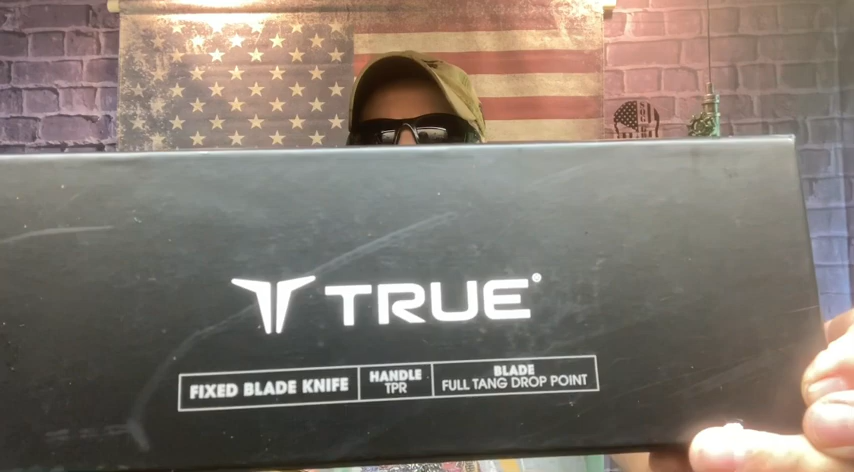 TRUE
FIXED BLADE KNIFE
HANDLE
TPR
BLADE
FULL TANG DROP POINT